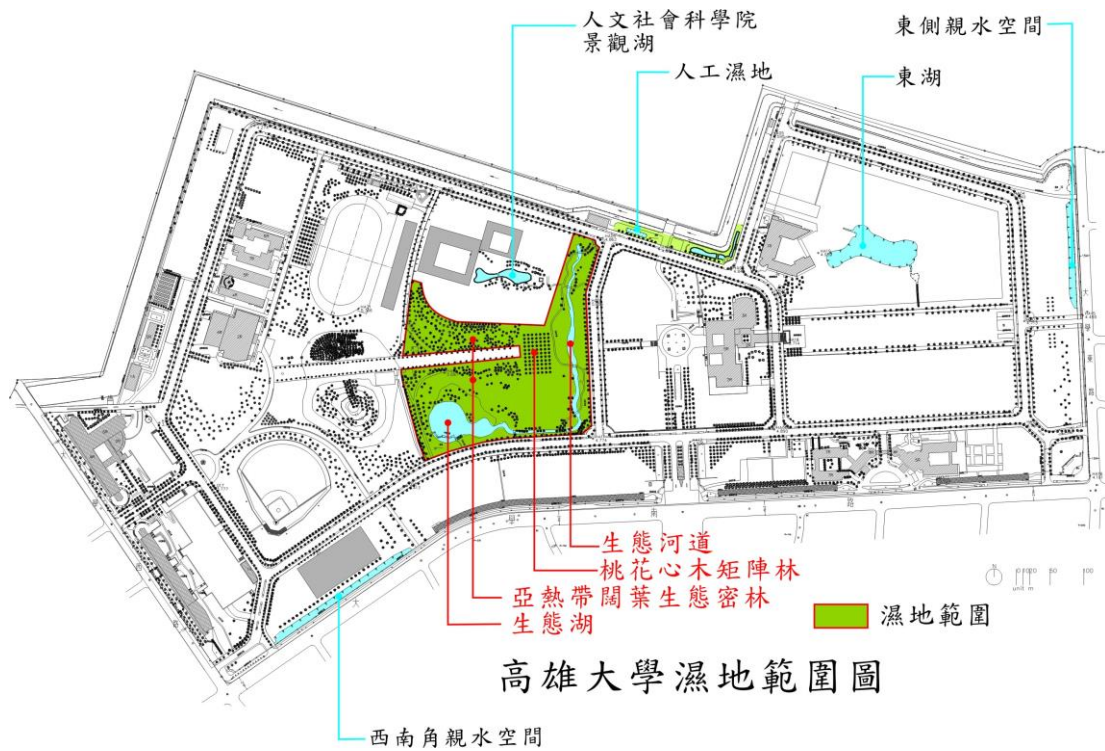 人文社會科學院
景觀湖
人工濕地
東側親水空間
東湖
生態河道
桃花心木矩陣林
亞熱帶闊葉生態密林
生態湖
濕地範圍
高雄大學濕地範圍圖
西南角親水空間